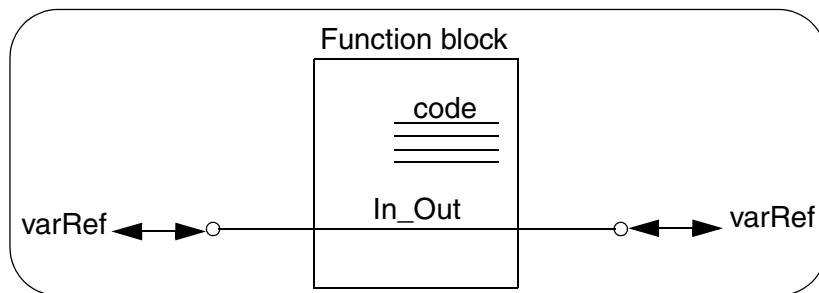 Function block
code
In_Out
varRef
varRef